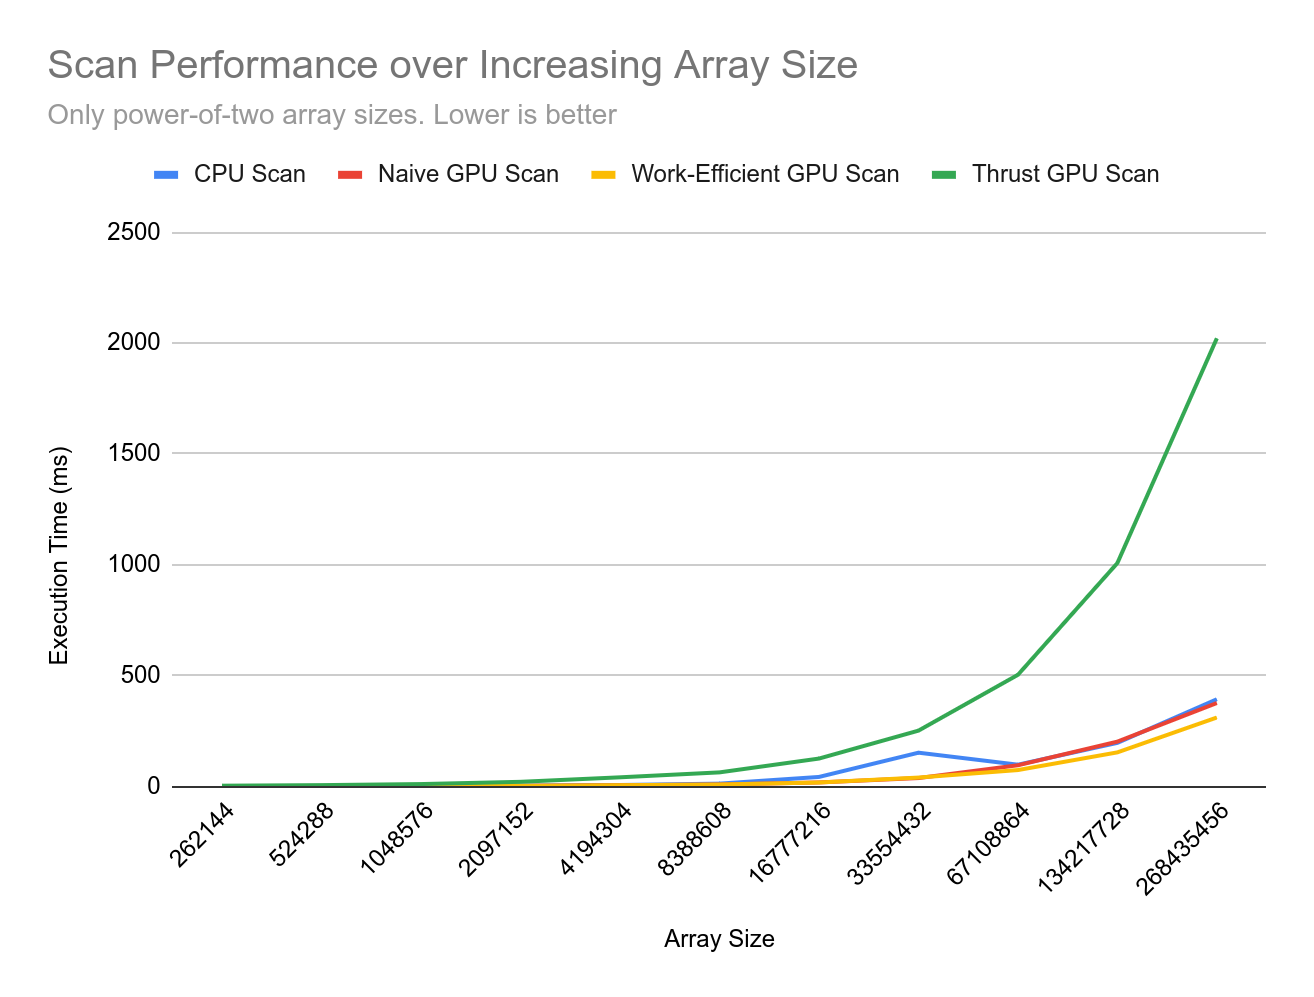 Scan Performance over Increasing Array Size
Only power-of-two array sizes. Lower is better
CPU Scan Naive GPU Scan Work-Efficient GPU Scan Thrust GPU Scan
2500
2000
1500
1000
500
0
Execution Time (ms)
262144 524288 1048576 2097152 4194304 8388608 16777216 33554432 67108864 134217728 268435456
Array Size